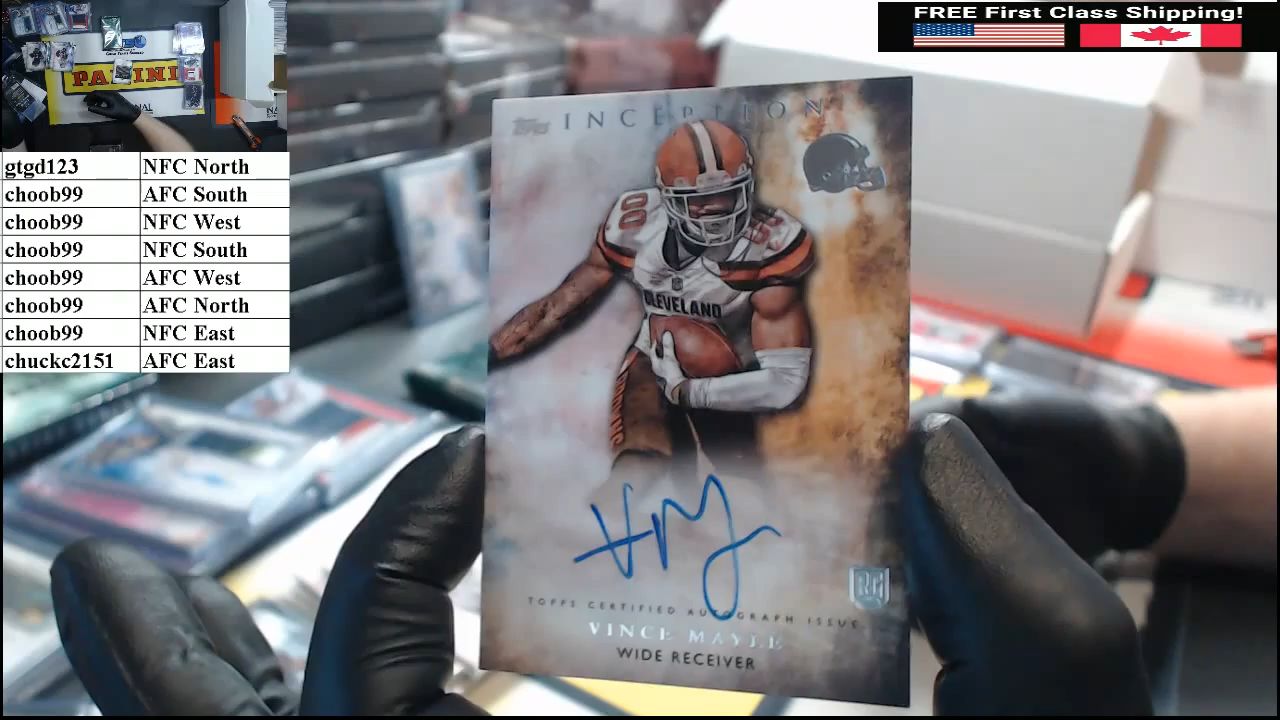 FREE First Class Shipping!
PANINI
gtgd123 NFC North
choob99 AFC South
choob99 NFC West
choob99 NFC South
choob99 AFC West
choob99 AFC North
choob99 NFC East
chuckc2151 AFC East
Topps INCEPTION
00
CLEVELAND
TOPPS CERTIFIED AUTOGRAPH ISSUE
VINCE MAYLE
WIDE RECEIVER